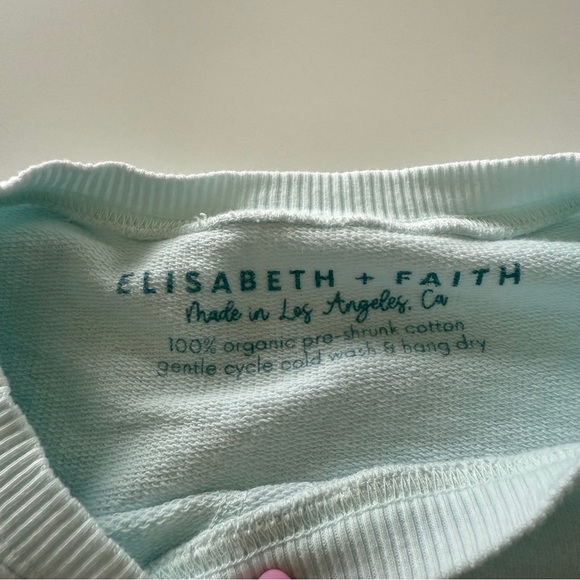 ELISABETH + FAITH
Made in Los Angeles, Ca
100% organic pre-shrunk cotton
gentle cycle cold wash & hang dry